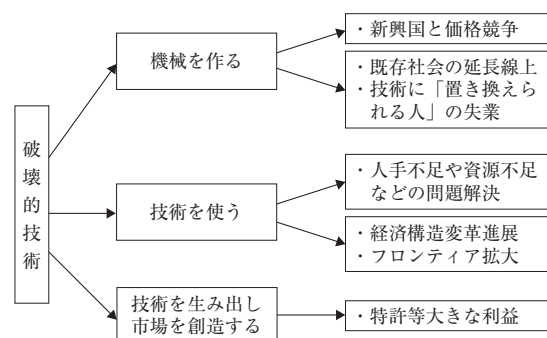 破壊的技術
機械を作る
・新興国と価格競争
・既存社会の延長線上
・技術に「置き換えら
れる人」の失業
技術を使う
・人手不足や資源不足
などの問題解決
・経済構造変革進展
・フロンティア拡大
技術を生み出し
市場を創造する
・特許等大きな利益